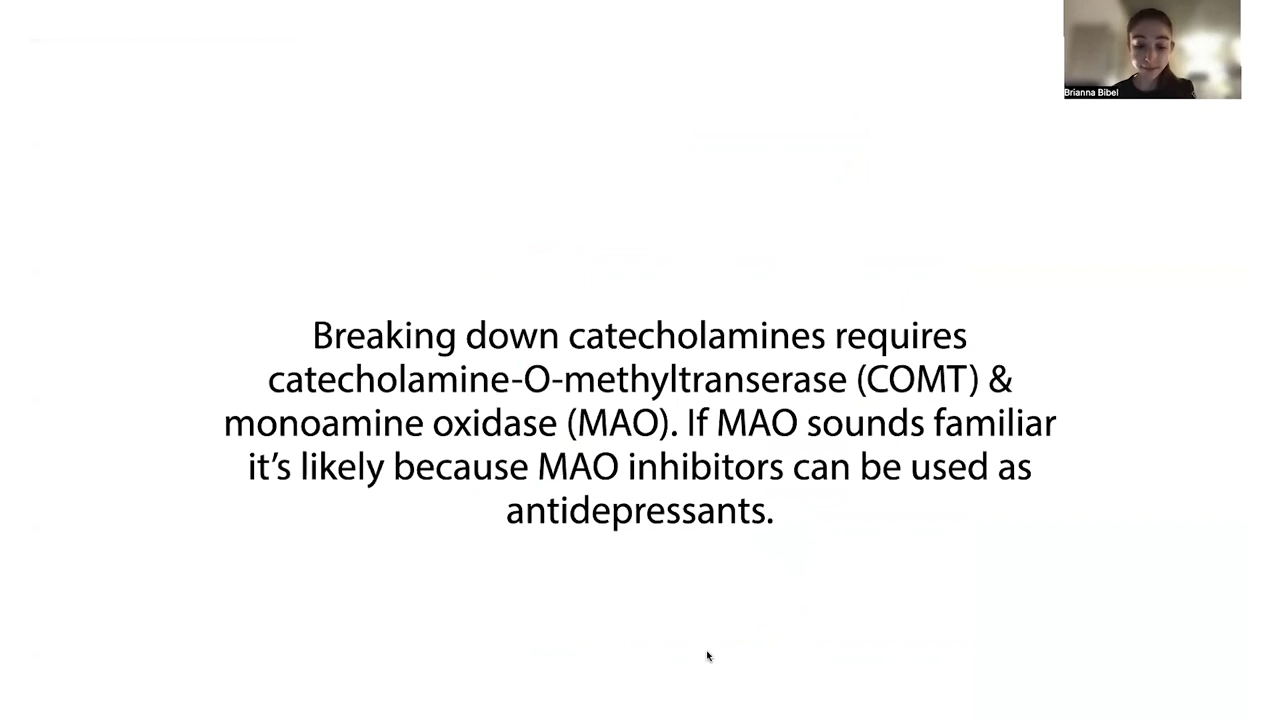 Brianna Bibel
Breaking down catecholamines requires
catecholamine-O-methyltranserase (COMT) &
monoamine oxidase (MAO). If MAO sounds familiar
it’s likely because MAO inhibitors can be used as
antidepressants.